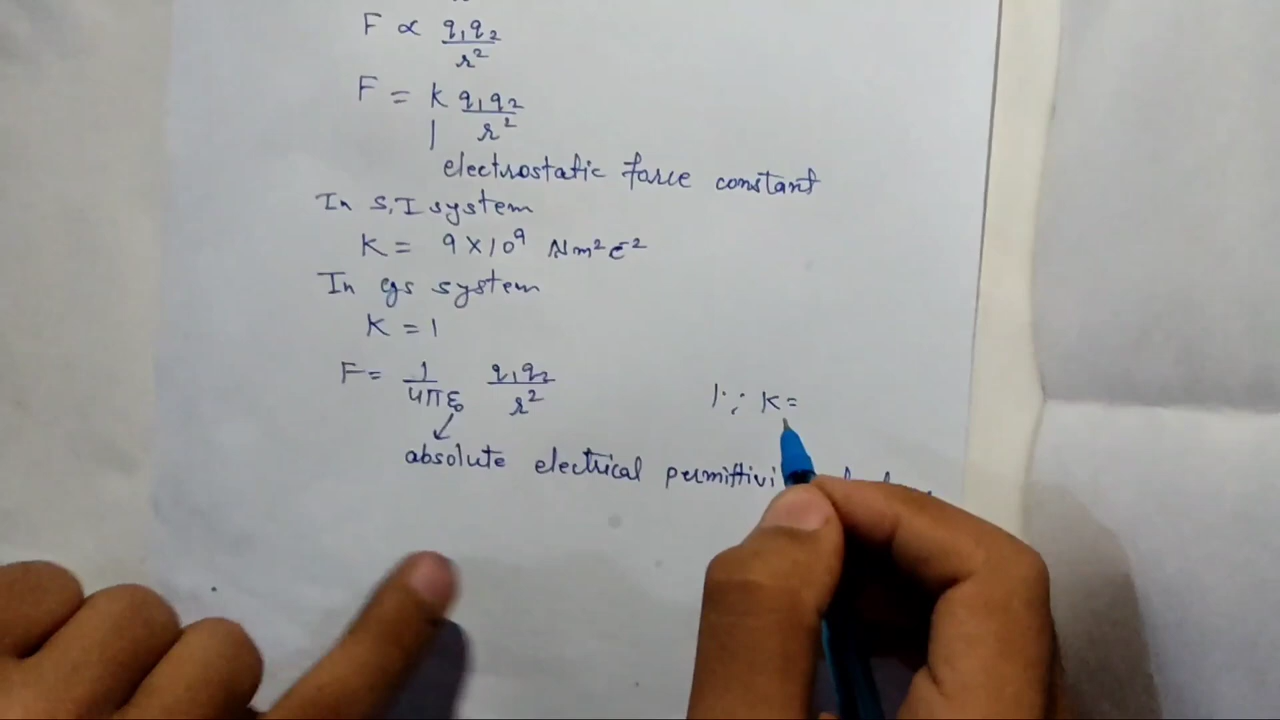 F ∝ q₁q₂/r²
F = K q₁q₂/r²
electrostatic force constant
In S.I system
K = 9×10⁹ Nm²C⁻²
In cgs system
K = 1
F = 1/4πε₀ q₁q₂/r²
∵ K =
absolute electrical